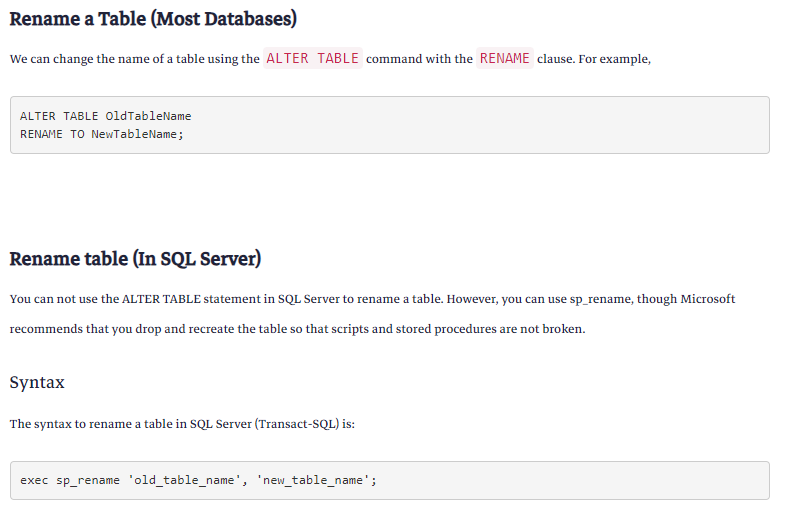 Rename a Table (Most Databases)
We can change the name of a table using the ALTER TABLE command with the RENAME clause. For example,
ALTER TABLE OldTableName
RENAME TO NewTableName;
Rename table (In SQL Server)
You can not use the ALTER TABLE statement in SQL Server to rename a table. However, you can use sp_rename, though Microsoft
recommends that you drop and recreate the table so that scripts and stored procedures are not broken.
Syntax
The syntax to rename a table in SQL Server (Transact-SQL) is:
exec sp_rename 'old_table_name', 'new_table_name';